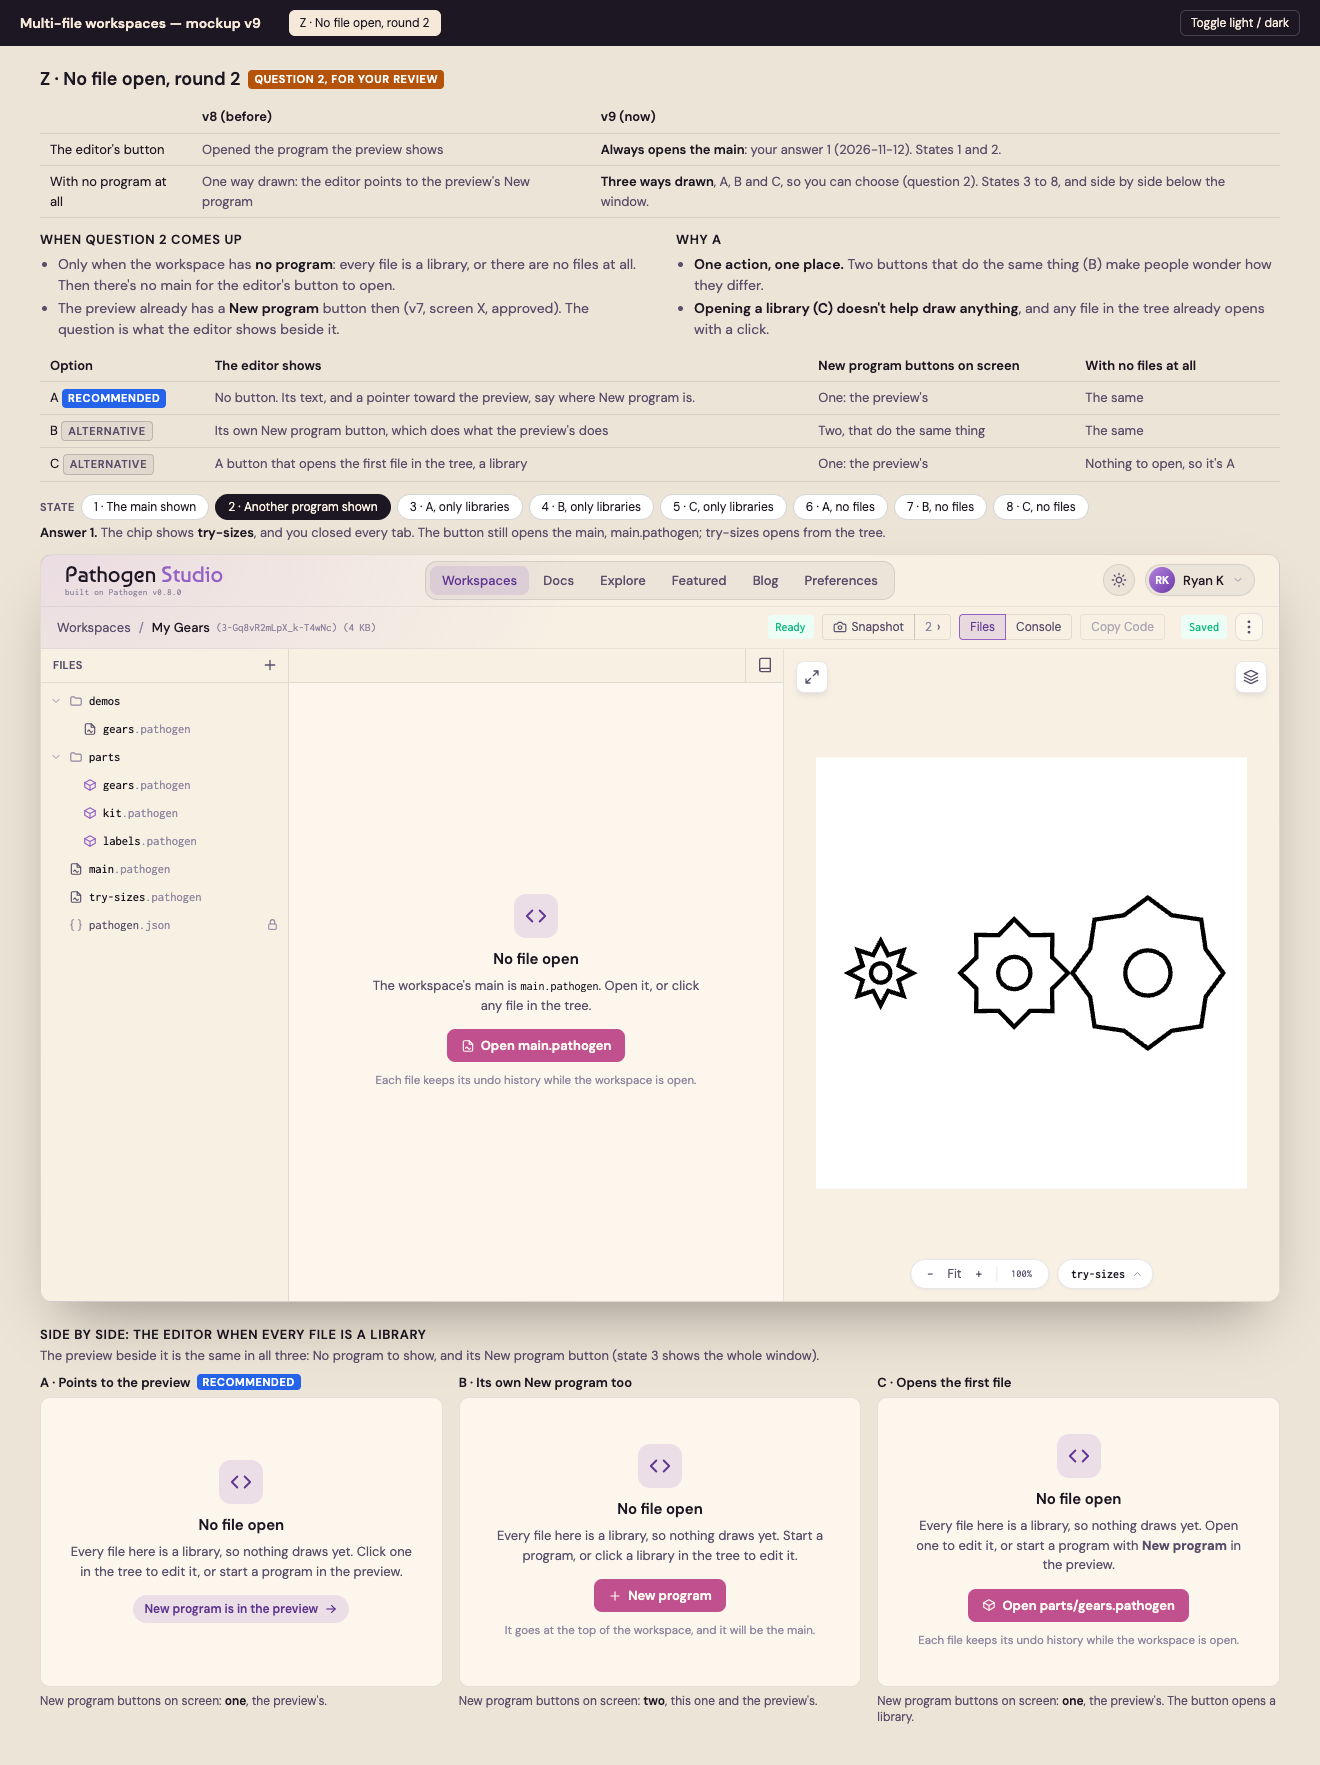 Multi-file workspaces — mockup v9
Z · No file open, round 2
Toggle light / dark
Z · No file open, round 2 QUESTION 2, FOR YOUR REVIEW
v8 (before) v9 (now)
The editor's button Opened the program the preview shows Always opens the main: your answer 1 (2026-11-12). States 1 and 2.
With no program at all One way drawn: the editor points to the preview's New program Three ways drawn, A, B and C, so you can choose (question 2). States 3 to 8, and side by side below the window.
WHEN QUESTION 2 COMES UP
• Only when the workspace has no program: every file is a library, or there are no files at all.
Then there's no main for the editor's button to open.
• The preview already has a New program button then (v7, screen X, approved). The
question is what the editor shows beside it.
WHY A
• One action, one place. Two buttons that do the same thing (B) make people wonder how
they differ.
• Opening a library (C) doesn't help draw anything, and any file in the tree already opens
with a click.
Option The editor shows New program buttons on screen With no files at all
A RECOMMENDED No button. Its text, and a pointer toward the preview, say where New program is. One: the preview's The same
B ALTERNATIVE Its own New program button, which does what the preview's does Two, that do the same thing The same
C ALTERNATIVE A button that opens the first file in the tree, a library One: the preview's Nothing to open, so it's A
STATE 1 · The main shown 2 · Another program shown 3 · A, only libraries 4 · B, only libraries 5 · C, only libraries 6 · A, no files 7 · B, no files 8 · C, no files
Answer 1. The chip shows try-sizes, and you closed every tab. The button still opens the main, main.pathogen; try-sizes opens from the tree.
Pathogen Studio
built on Pathogen v0.8.0
Workspaces Docs Explore Featured Blog Preferences
RK Ryan K
Workspaces / My Gears (3-Gq8vR2mLpX_k-T4wNc) (4 KB)
Ready Snapshot 2 › Files Console Copy Code Saved
FILES
demos
gears.pathogen
parts
gears.pathogen
kit.pathogen
labels.pathogen
main.pathogen
try-sizes.pathogen
{} pathogen.json
No file open
The workspace's main is main.pathogen. Open it, or click
any file in the tree.
Open main.pathogen
Each file keeps its undo history while the workspace is open.
− Fit + 100%
try-sizes
SIDE BY SIDE: THE EDITOR WHEN EVERY FILE IS A LIBRARY
The preview beside it is the same in all three: No program to show, and its New program button (state 3 shows the whole window).
A · Points to the preview RECOMMENDED
No file open
Every file here is a library, so nothing draws yet. Click one
in the tree to edit it, or start a program in the preview.
New program is in the preview →
New program buttons on screen: one, the preview's.
B · Its own New program too
No file open
Every file here is a library, so nothing draws yet. Start a
program, or click a library in the tree to edit it.
+ New program
It goes at the top of the workspace, and it will be the main.
New program buttons on screen: two, this one and the preview's.
C · Opens the first file
No file open
Every file here is a library, so nothing draws yet. Open
one to edit it, or start a program with New program in
the preview.
Open parts/gears.pathogen
Each file keeps its undo history while the workspace is open.
New program buttons on screen: one, the preview's. The button opens a
library.